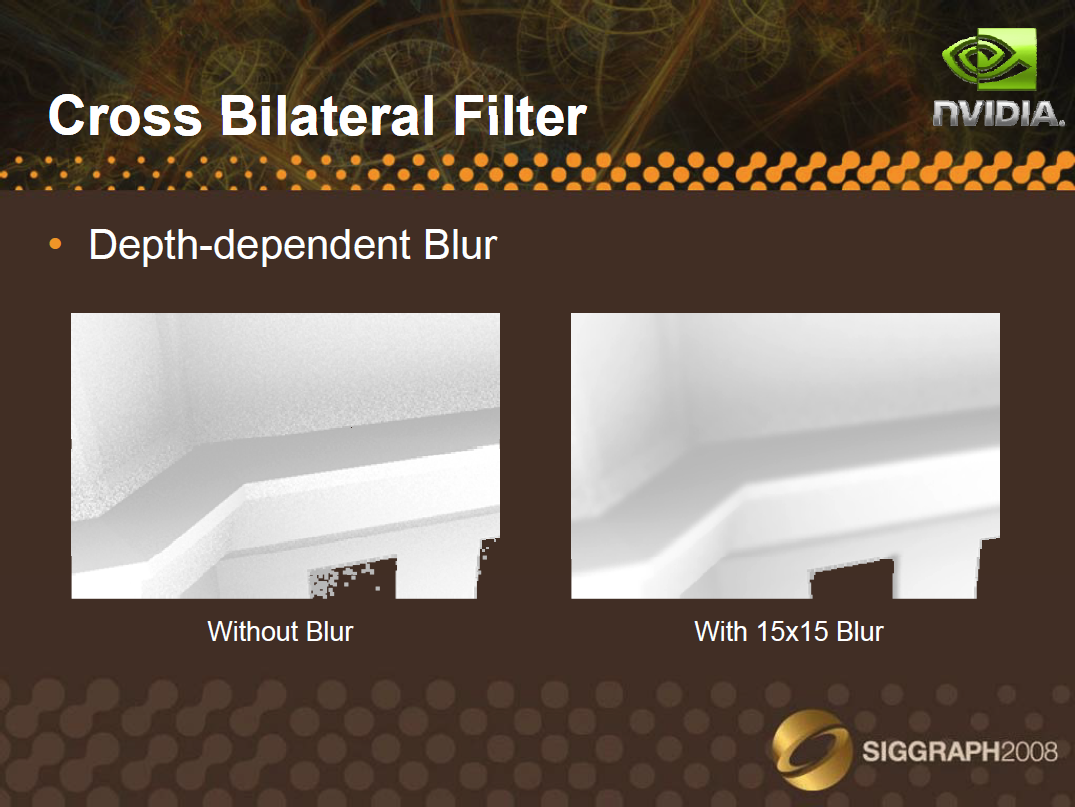 NVIDIA.
Cross Bilateral Filter
• Depth-dependent Blur
Without Blur
With 15x15 Blur
SIGGRAPH2008